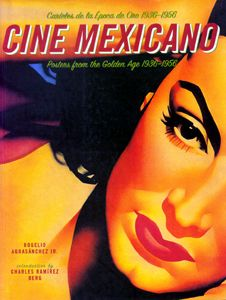 Carteles de la Época de Oro 1936-1956
CINE MEXICANO
Posters from the Golden Age 1936-1956
ROGELIO
AGRASÁNCHEZ JR.
introduction by
CHARLES RAMÍREZ
BERG